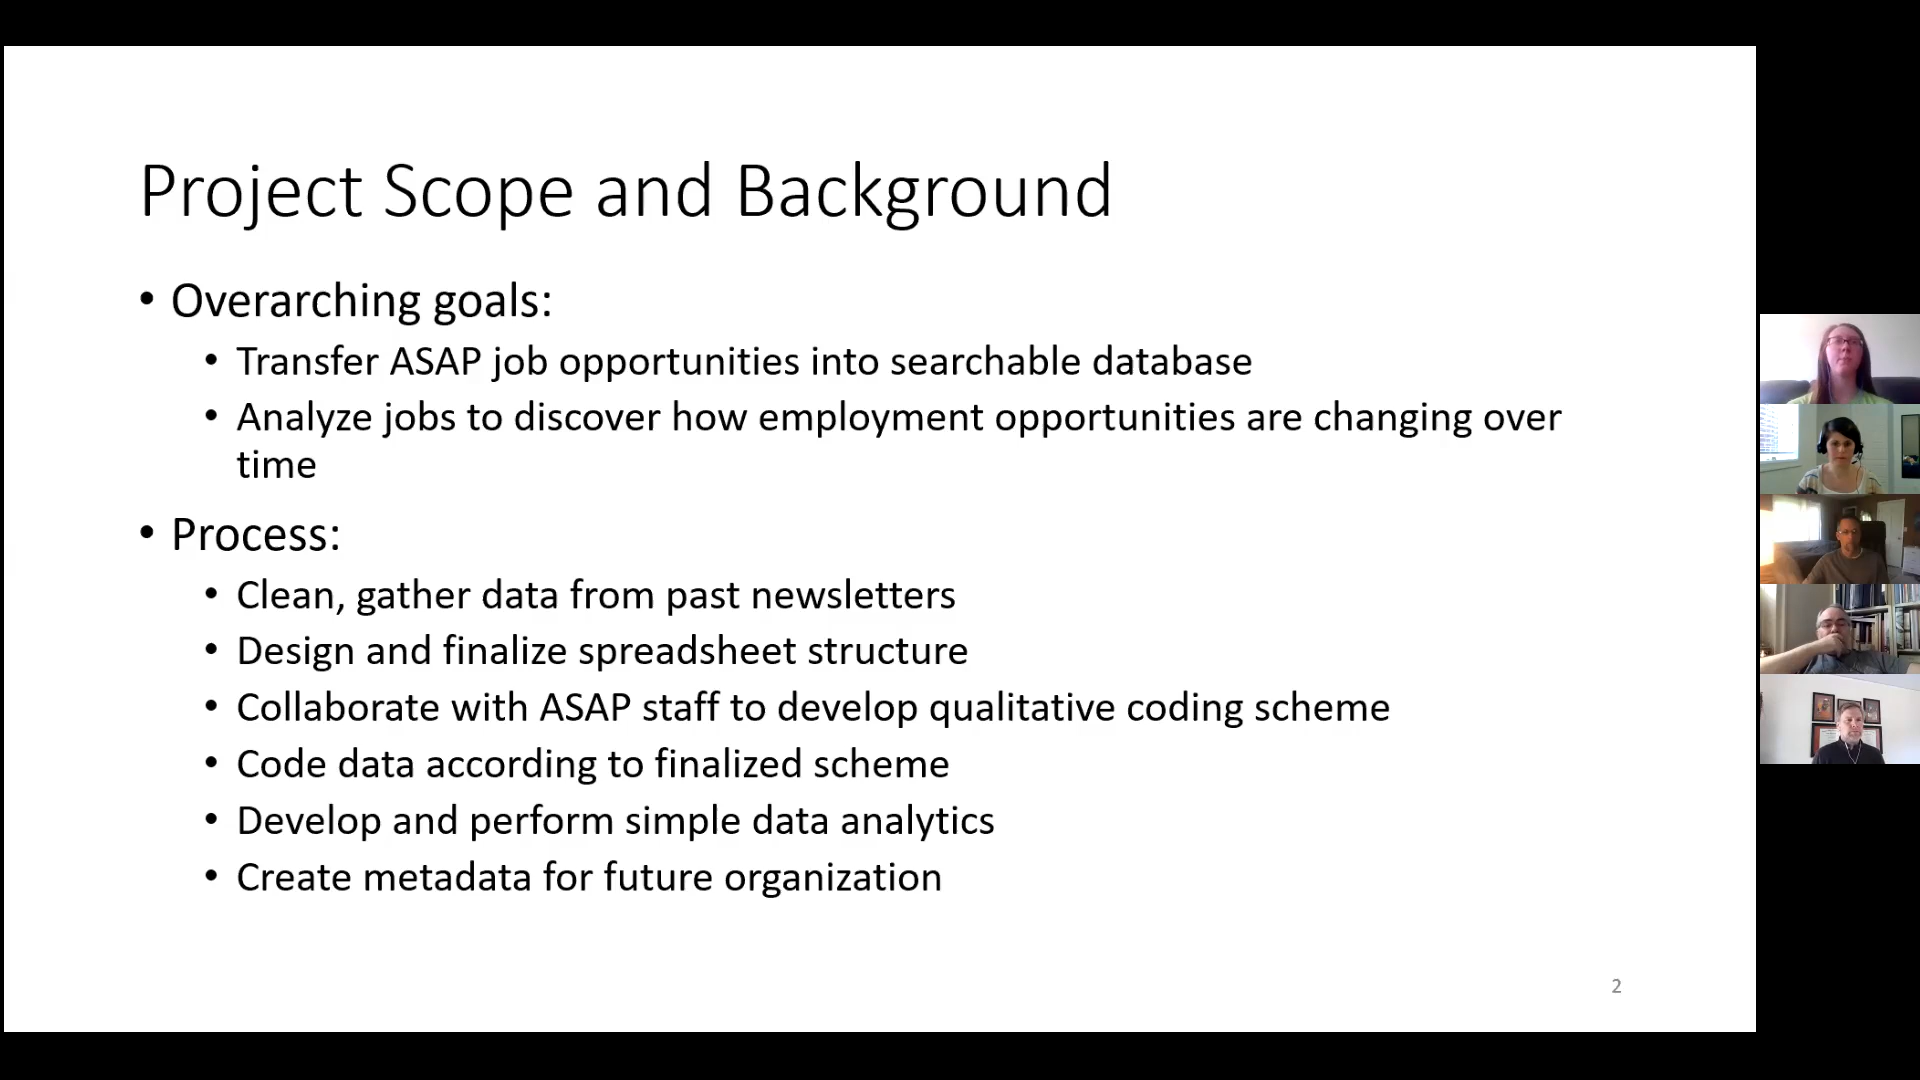 Project Scope and Background
• Overarching goals:
• Transfer ASAP job opportunities into searchable database
• Analyze jobs to discover how employment opportunities are changing over
time
• Process:
• Clean, gather data from past newsletters
• Design and finalize spreadsheet structure
• Collaborate with ASAP staff to develop qualitative coding scheme
• Code data according to finalized scheme
• Develop and perform simple data analytics
• Create metadata for future organization
2